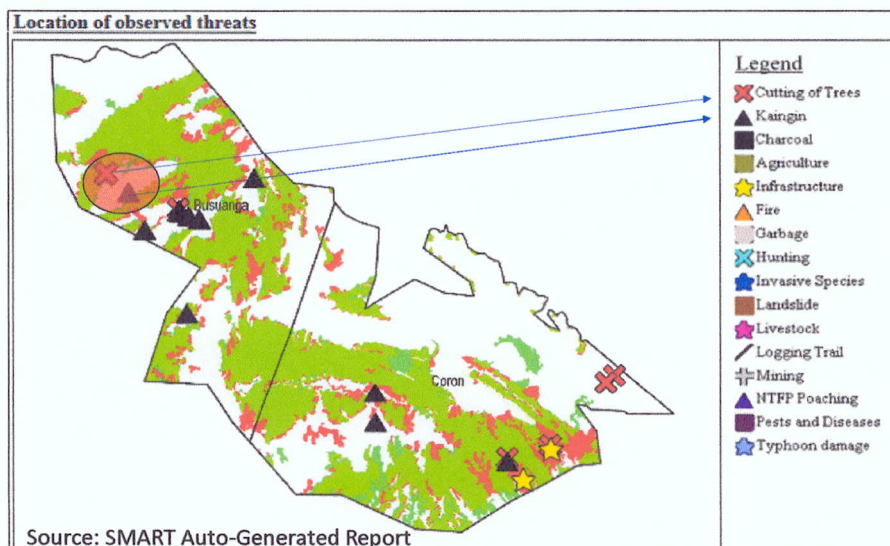 Location of observed threats
Legend
Cutting of Trees
Kaingin
Charcoal
Agriculture
Infrastructure
Fire
Garbage
Hunting
Invasive Species
Landslide
Livestock
Logging Trail
Mining
NTFP Poaching
Pests and Diseases
Typhoon damage
Busuanga
Coron
Source: SMART Auto-Generated Report